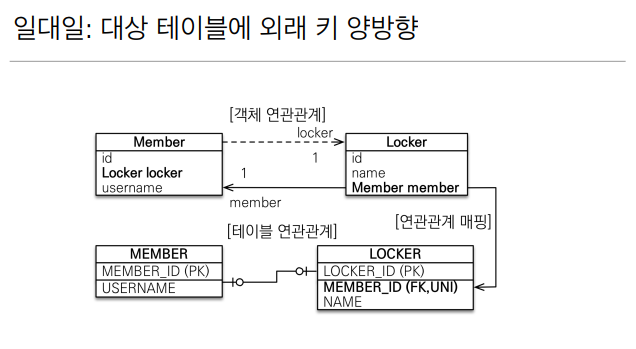 일대일: 대상 테이블에 외래 키 양방향
[객체 연관관계]
Member
id
Locker locker
username
locker
1
1
member
Locker
id
name
Member member
[연관관계 매핑]
[테이블 연관관계]
MEMBER
MEMBER_ID (PK)
USERNAME
LOCKER
LOCKER_ID (PK)
MEMBER_ID (FK,UNI)
NAME